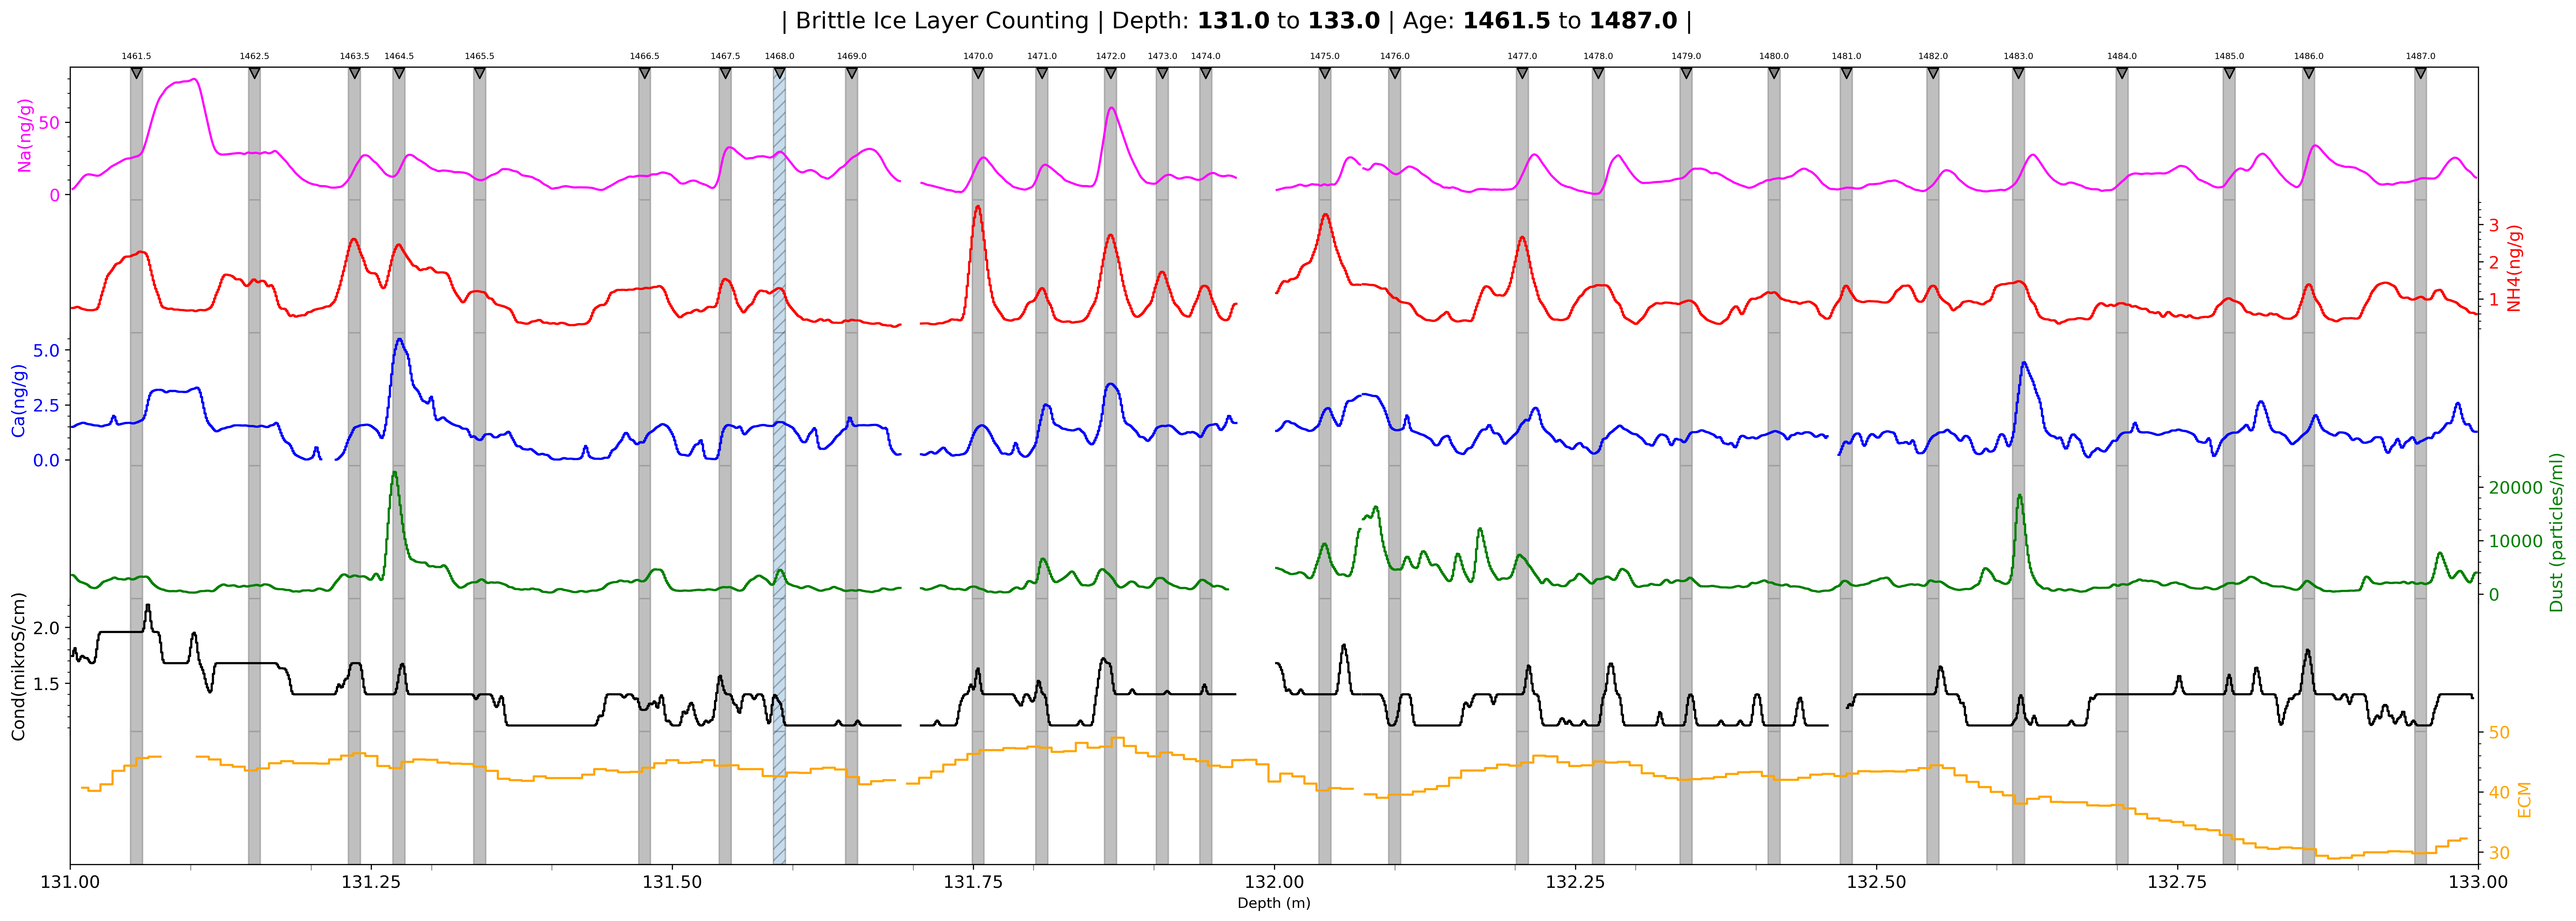 | Brittle Ice Layer Counting | Depth: 131.0 to 133.0 | Age: 1461.5 to 1487.0 |
1461.5 1462.5 1463.5 1464.5 1465.5 1466.5 1467.5 1468.0 1469.0 1470.0 1471.0 1472.0 1473.0 1474.0 1475.0 1476.0 1477.0 1478.0 1479.0 1480.0 1481.0 1482.0 1483.0 1484.0 1485.0 1486.0 1487.0
Na(ng/g)
50
0
NH4(ng/g)
3
2
1
Ca(ng/g)
5.0
2.5
0.0
Dust (particles/ml)
20000
10000
0
Cond(mikroS/cm)
2.0
1.5
ECM
50
40
30
131.00 131.25 131.50 131.75 132.00 132.25 132.50 132.75 133.00
Depth (m)